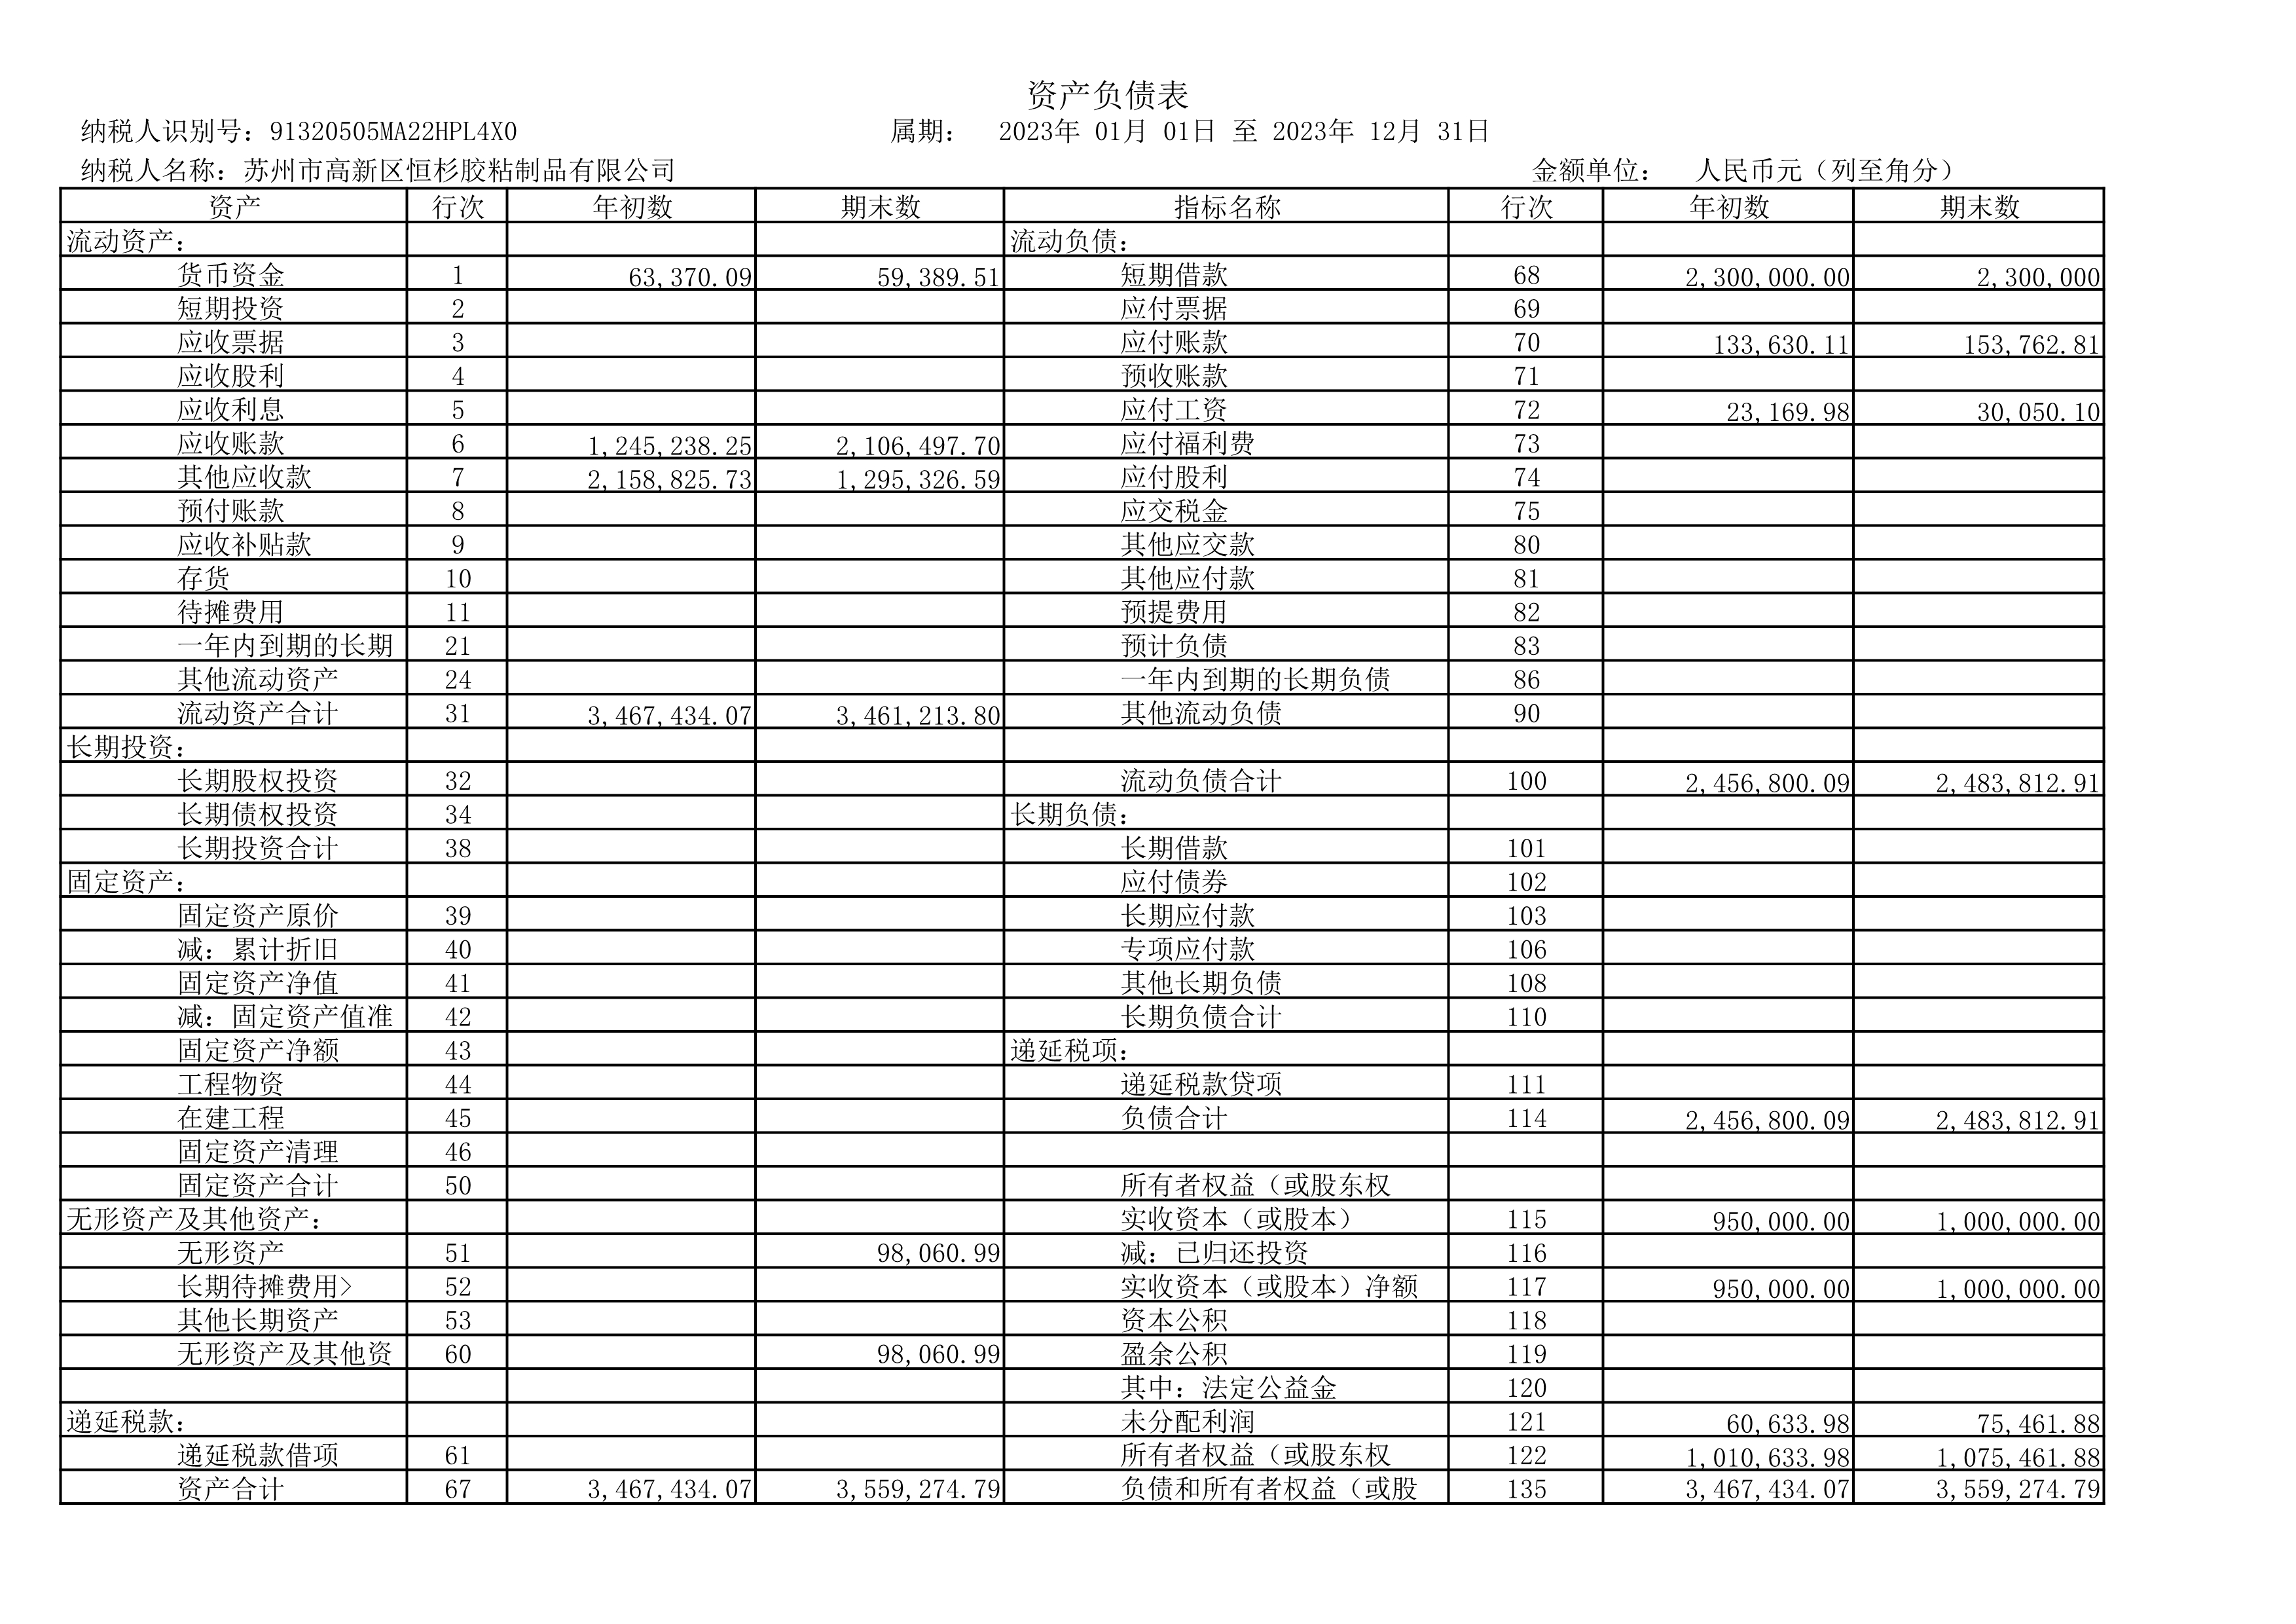 资产负债表
纳税人识别号：91320505MA22HPL4X0 属期： 2023年 01月 01日 至 2023年 12月 31日
纳税人名称：苏州市高新区恒杉胶粘制品有限公司 金额单位： 人民币元（列至角分）
资产 行次 年初数 期末数 指标名称 行次 年初数 期末数
流动资产： 流动负债：
货币资金 1 63,370.09 59,389.51 短期借款 68 2,300,000.00 2,300,000
短期投资 2 应付票据 69
应收票据 3 应付账款 70 133,630.11 153,762.81
应收股利 4 预收账款 71
应收利息 5 应付工资 72 23,169.98 30,050.10
应收账款 6 1,245,238.25 2,106,497.70 应付福利费 73
其他应收款 7 2,158,825.73 1,295,326.59 应付股利 74
预付账款 8 应交税金 75
应收补贴款 9 其他应交款 80
存货 10 其他应付款 81
待摊费用 11 预提费用 82
一年内到期的长期 21 预计负债 83
其他流动资产 24 一年内到期的长期负债 86
流动资产合计 31 3,467,434.07 3,461,213.80 其他流动负债 90
长期投资：
长期股权投资 32 流动负债合计 100 2,456,800.09 2,483,812.91
长期债权投资 34 长期负债：
长期投资合计 38 长期借款 101
固定资产： 应付债券 102
固定资产原价 39 长期应付款 103
减：累计折旧 40 专项应付款 106
固定资产净值 41 其他长期负债 108
减：固定资产值准 42 长期负债合计 110
固定资产净额 43 递延税项：
工程物资 44 递延税款贷项 111
在建工程 45 负债合计 114 2,456,800.09 2,483,812.91
固定资产清理 46
固定资产合计 50 所有者权益（或股东权
无形资产及其他资产： 实收资本（或股本） 115 950,000.00 1,000,000.00
无形资产 51 98,060.99 减：已归还投资 116
长期待摊费用> 52 实收资本（或股本）净额 117 950,000.00 1,000,000.00
其他长期资产 53 资本公积 118
无形资产及其他资 60 98,060.99 盈余公积 119
其中：法定公益金 120
递延税款： 未分配利润 121 60,633.98 75,461.88
递延税款借项 61 所有者权益（或股东权 122 1,010,633.98 1,075,461.88
资产合计 67 3,467,434.07 3,559,274.79 负债和所有者权益（或股 135 3,467,434.07 3,559,274.79